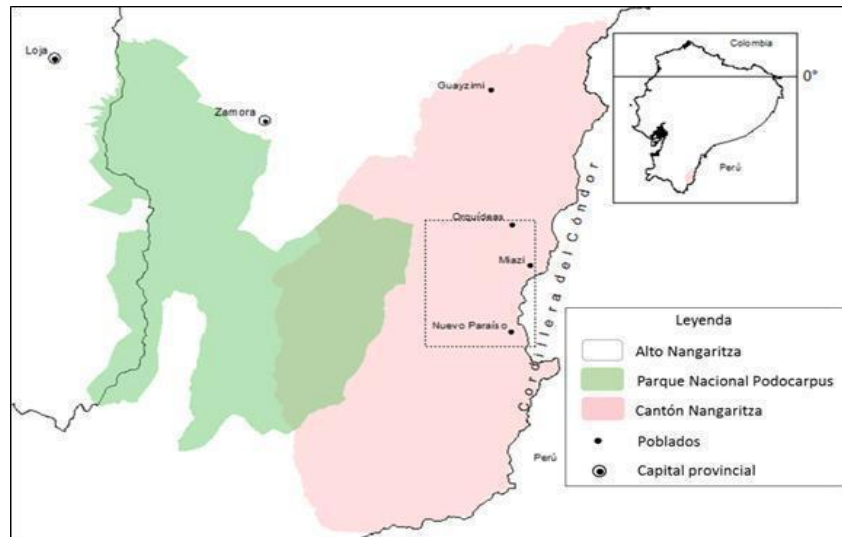 Loja
Zamora
Guayzimi
Orquídeas
Miazi
Nuevo Paraíso
Cordillera del Cóndor
Perú
Colombia
0°
Perú
Leyenda
Alto Nangaritza
Parque Nacional Podocarpus
Cantón Nangaritza
Poblados
Capital provincial